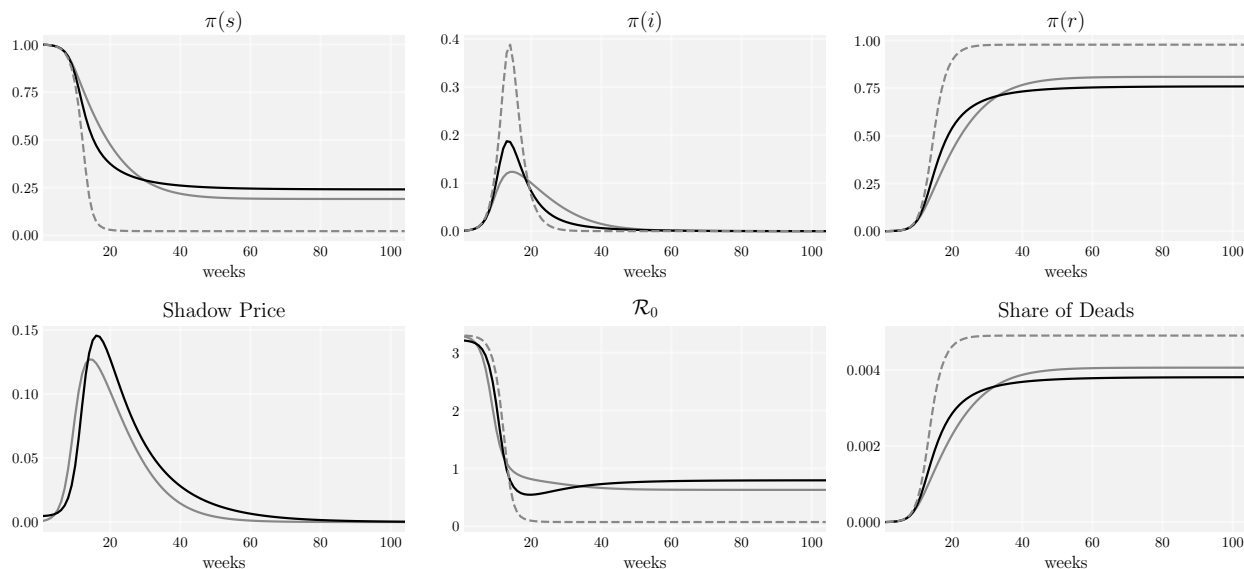 π(s) π(i) π(r)
1.00 0.4 1.00
0.75 0.3 0.75
0.50 0.2 0.50
0.25 0.1 0.25
0.00 0.0 0.00
20 40 60 80 100 20 40 60 80 100 20 40 60 80 100
weeks weeks weeks
Shadow Price ℛ₀ Share of Deads
0.15 3 0.004
0.10 2 0.002
0.05 1 0.000
0.00 0
20 40 60 80 100 20 40 60 80 100 20 40 60 80 100
weeks weeks weeks